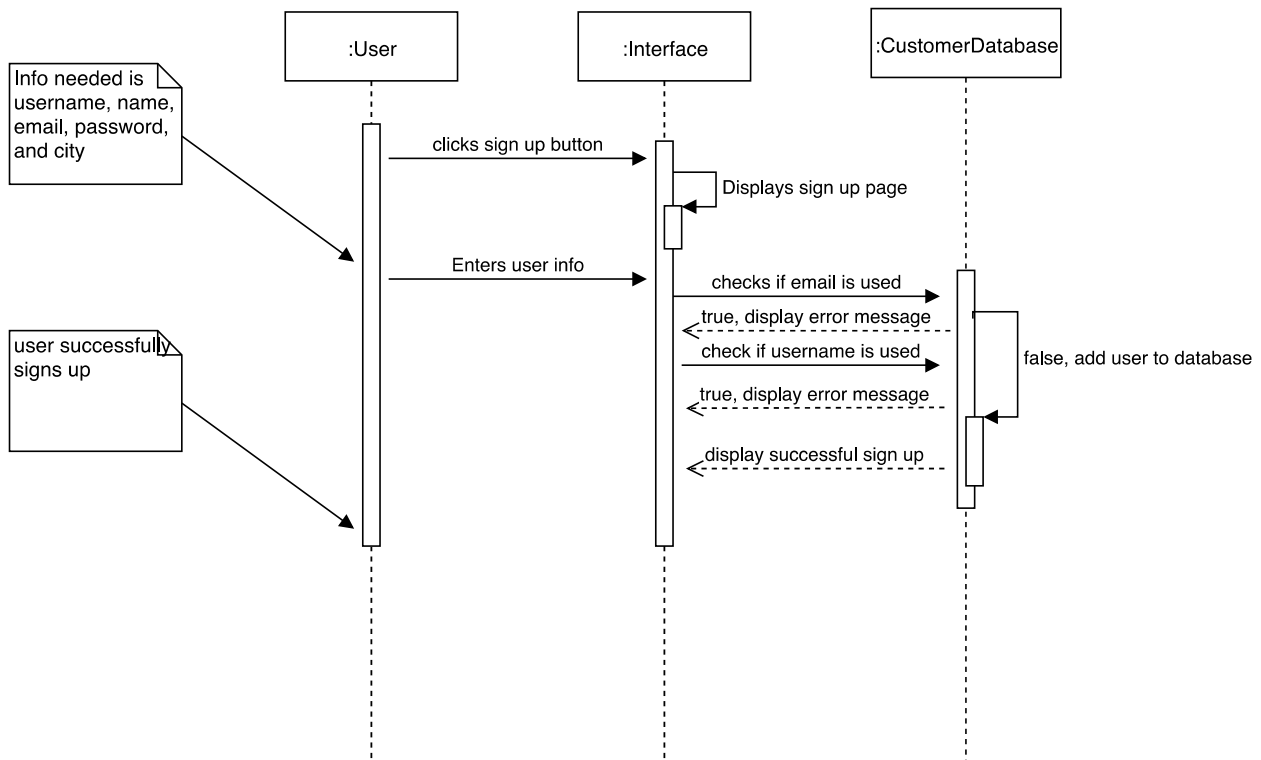 :User
:Interface
:CustomerDatabase
Info needed is
username, name,
email, password,
and city
clicks sign up button
Displays sign up page
Enters user info
checks if email is used
true, display error message
user successfully
signs up
check if username is used
false, add user to database
true, display error message
display successful sign up